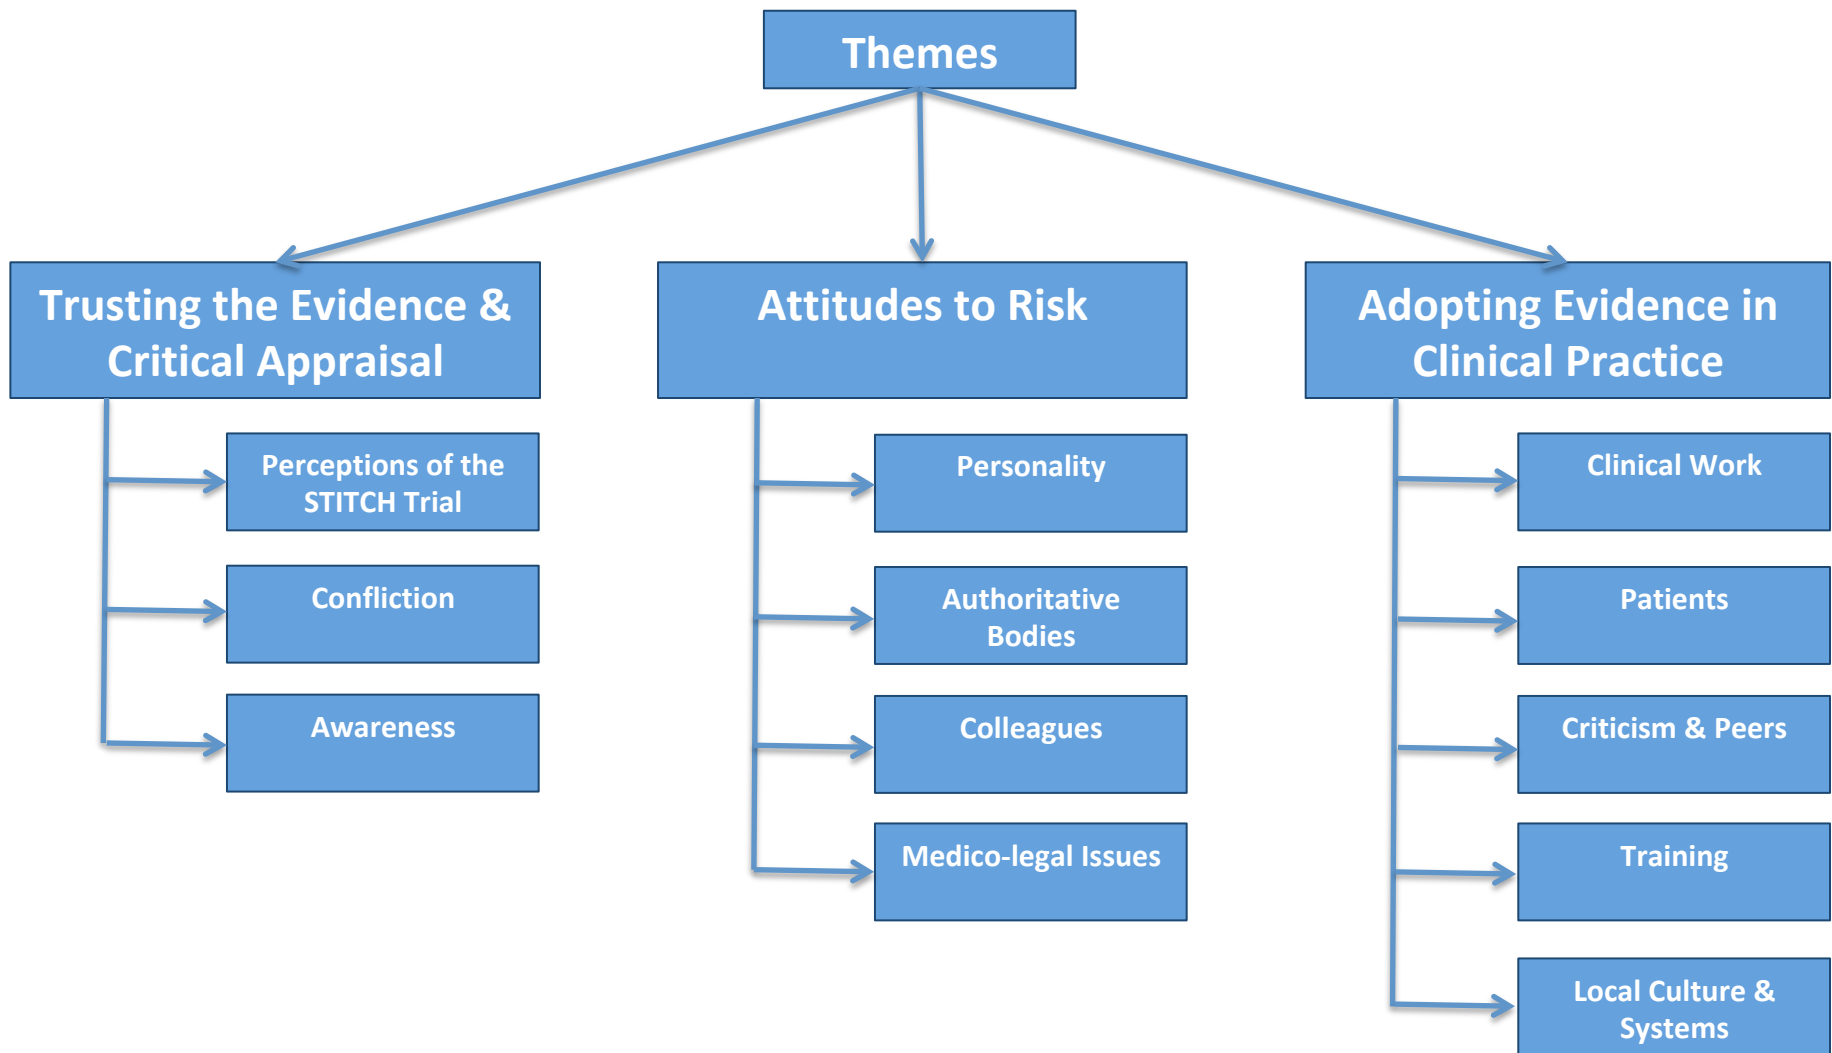 Themes
Trusting the Evidence &
Critical Appraisal
Perceptions of the
STITCH Trial
Confliction
Awareness
Attitudes to Risk
Personality
Authoritative
Bodies
Colleagues
Medico-legal Issues
Adopting Evidence in
Clinical Practice
Clinical Work
Patients
Criticism & Peers
Training
Local Culture &
Systems